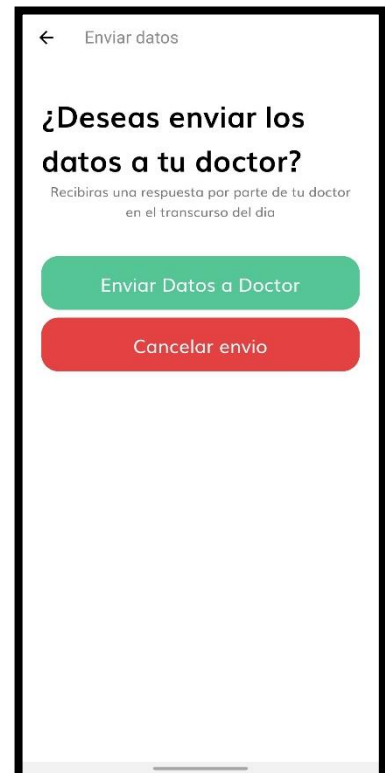 Enviar datos
¿Deseas enviar los
datos a tu doctor?
Recibiras una respuesta por parte de tu doctor
en el transcurso del dia
Enviar Datos a Doctor
Cancelar envio